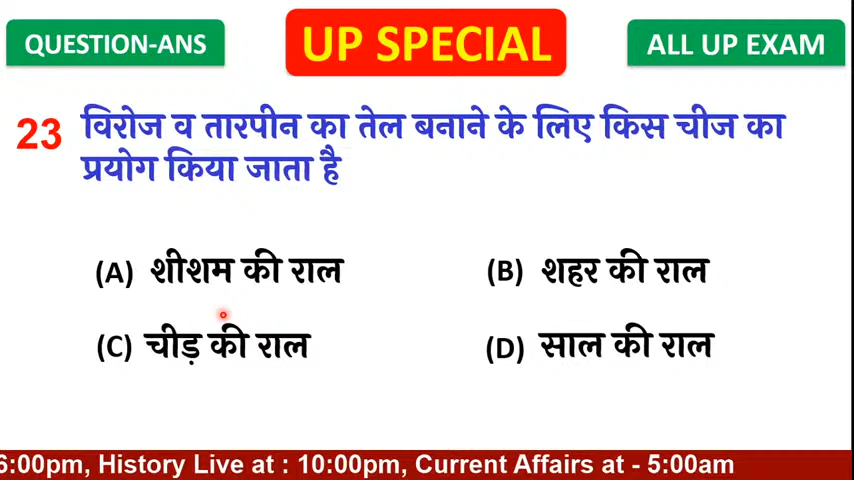 QUESTION-ANS
UP SPECIAL
ALL UP EXAM
23 विरोज व तारपीन का तेल बनाने के लिए किस चीज का
प्रयोग किया जाता है
(A) शीशम की राल
(B) शहर की राल
(C) चीड़ की राल
(D) साल की राल
6:00pm, History Live at : 10:00pm, Current Affairs at - 5:00am